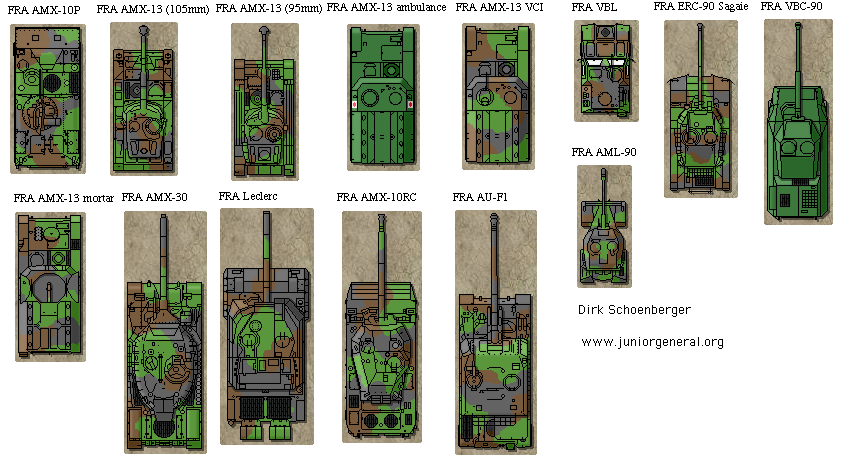 FRA AMX-10P
FRA AMX-13 (105mm)
FRA AMX-13 (95mm)
FRA AMX-13 ambulance
FRA AMX-13 VCI
FRA VBL
FRA ERC-90 Sagaie
FRA VBC-90
FRA AML-90
FRA AMX-13 mortar
FRA AMX-30
FRA Leclerc
FRA AMX-10RC
FRA AU-F1
Dirk Schoenberger
www.juniorgeneral.org